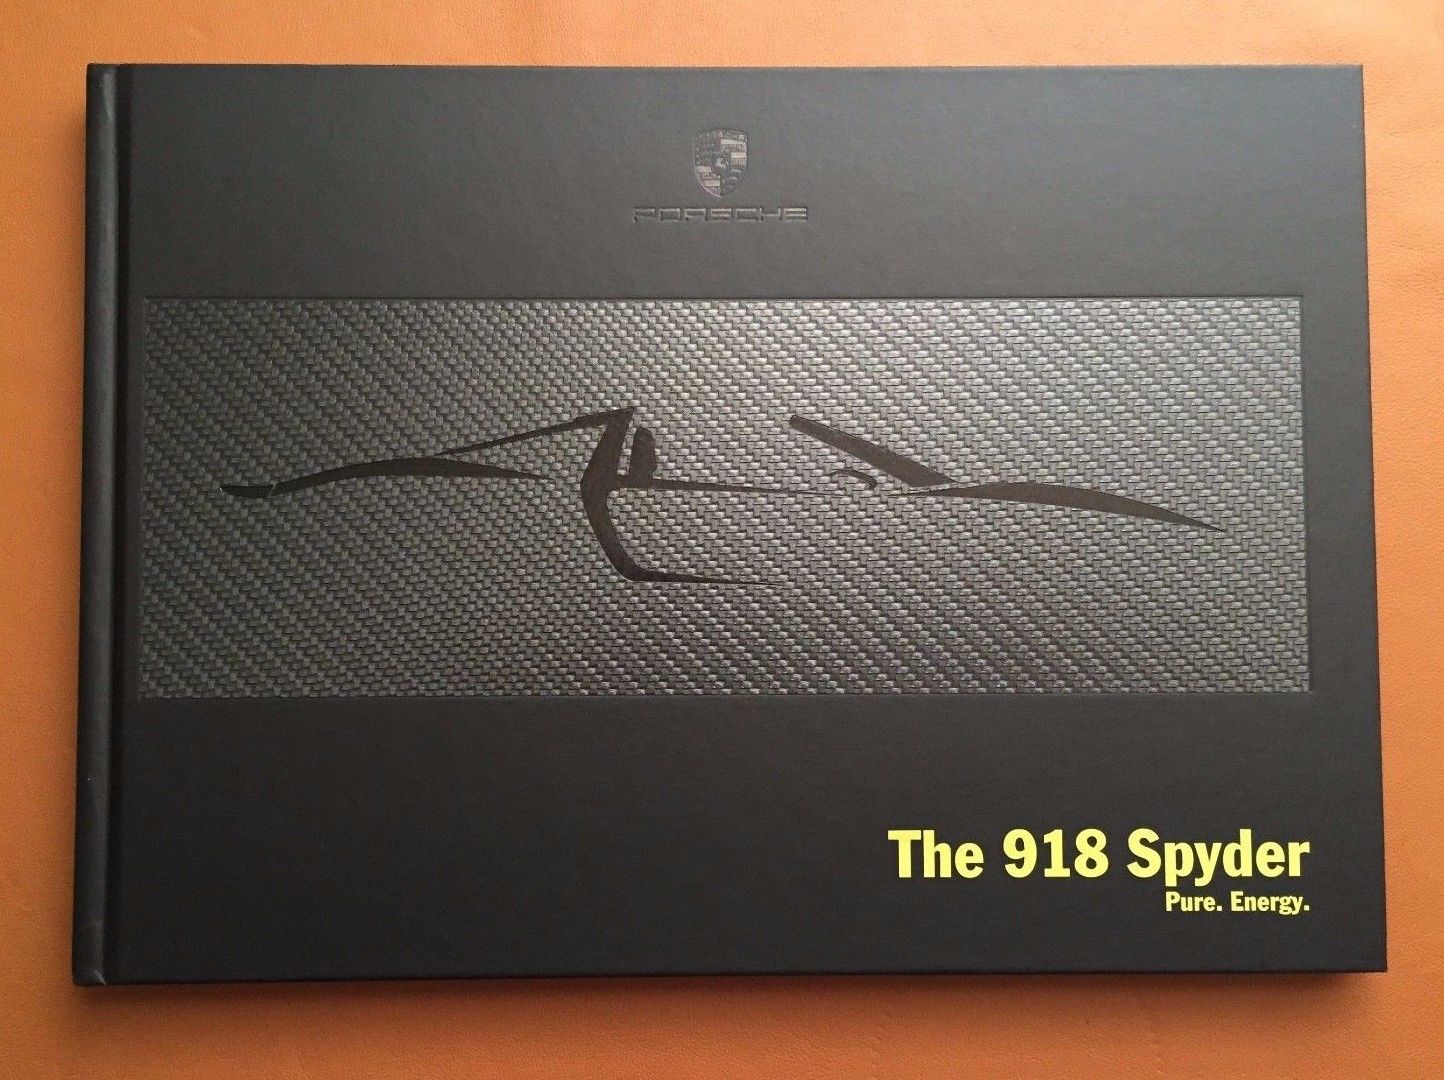 PORSCHE
The 918 Spyder
Pure. Energy.